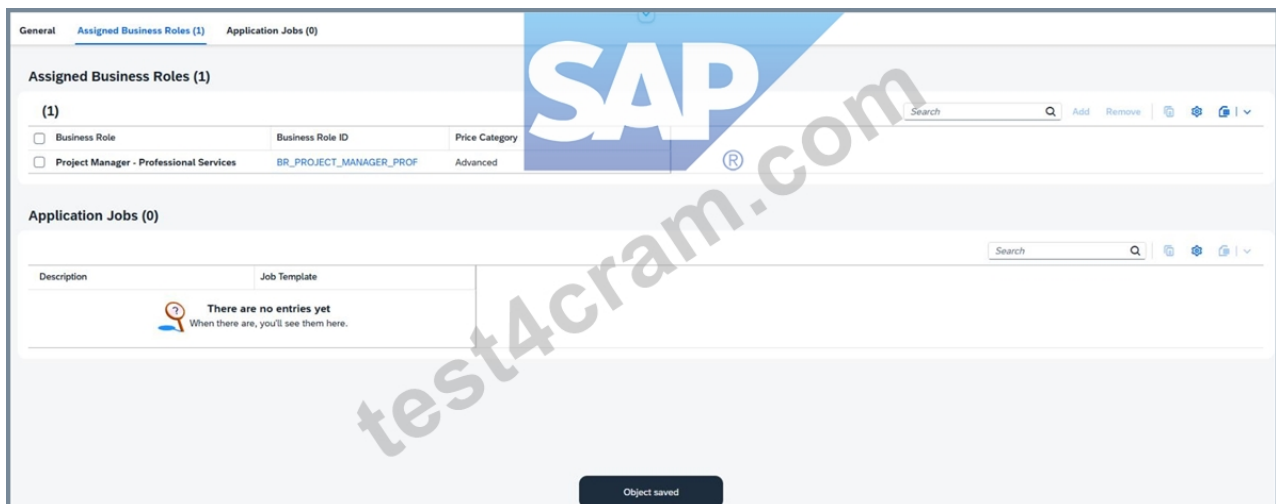 General Assigned Business Roles (1) Application Jobs (0)
SAP
®
Assigned Business Roles (1)
(1) Search Add Remove
Business Role Business Role ID Price Category
Project Manager - Professional Services BR_PROJECT_MANAGER_PROF Advanced
Application Jobs (0)
Search
Description Job Template
There are no entries yet
When there are, you'll see them here.
test4cram.com
Object saved